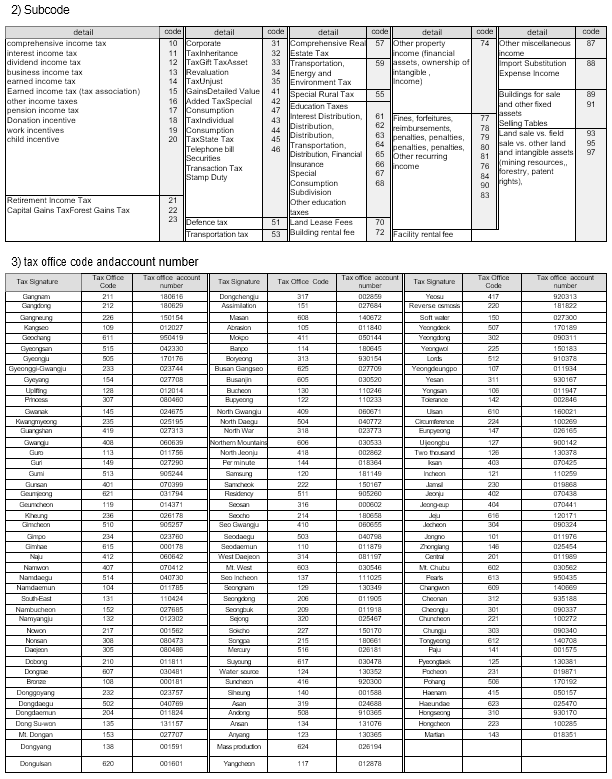 2) Subcode
detail code detail code detail code detail code detail code
comprehensive income tax 10
interest income tax 11
dividend income tax 12
business income tax 13
earned income tax 14
Earned income tax (tax association) 15
other income taxes 16
pension income tax 17
Donation incentive 18
work incentives 19
child incentive 20
Retirement Income Tax 21
Capital Gains TaxForest Gains Tax 22
23
Corporate 31
TaxInheritance 32
TaxGift TaxAsset 33
Revaluation 34
TaxUnjust 35
GainsDetailed Value 41
Added TaxSpecial 42
Consumption 47
TaxIndividual 43
Consumption 44
TaxState Tax 45
Telephone bill 46
Securities
Transaction Tax
Stamp Duty
Defence tax 51
Transportation tax 53
Comprehensive Real 57
Estate Tax
Transportation, 59
Energy and
Environment Tax
Special Rural Tax 55
Education Taxes
Interest Distribution, 61
Distribution, 62
Distribution, 63
Transportation, 64
Distribution, Financial 65
Insurance 66
Special 67
Consumption 68
Subdivision
Other education
taxes
Land Lease Fees 70
Building rental fee 72
Other property 74
income (financial
assets, ownership of
intangible ,
Income)
Fines, forfeitures, 77
reimbursements, 78
penalties, penalties, 79
penalties, penalties, 80
Other recurring 81
income 76
84
90
83
Facility rental fee
Other miscellaneous 87
income
Import Substitution 88
Expense Income
Buildings for sale 89
and other fixed 91
assets
Selling Tables
Land sale vs. field 93
sale vs. other land 95
and intangible assets 97
(mining resources,,
forestry, patent
rights),
3) tax office code andaccount number
Tax Signature Tax Office Code Tax office account number Tax Signature Tax Office Code Tax office account number Tax Signature Tax Office Code Tax office account number
Gangnam 211 180616 Dongchengju 317 002859 Yeosu 417 920313
Gangdong 212 180629 Assimilation 151 027684 Reverse osmosis 220 181822
Gangneung 226 150154 Masan 608 140672 Soft water 150 027300
Kangseo 109 012027 Abrasion 105 011840 Yeongdeok 507 170189
Geochang 611 950419 Mokpo 411 050144 Yeongdong 302 090311
Gyeongsan 515 042330 Banpo 114 180645 Yeongwol 225 150183
Gyeongju 505 170176 Boryeong 313 930154 Lords 512 910378
Gyeonggi-Gwangju 233 023744 Busan Gangseo 625 027709 Yeongdeungpo 107 011934
Gyeyang 154 027708 Busanjin 605 030520 Yesan 311 930167
Uplifting 128 012014 Bucheon 130 110246 Yongsan 106 011947
Princess 307 080460 Bupyeong 122 110233 Tolerance 142 002846
Gwanak 145 024675 North Gwangju 409 060671 Ulsan 610 160021
Kwangmyeong 235 025195 North Daegu 504 040772 Circumference 224 100269
Guangshan 419 027313 North War 318 023773 Eunpyeong 147 026165
Gwangju 408 060639 Northern Mountains 606 030533 Uijeongbu 127 900142
Guro 113 011756 North Jeonju 418 002862 Two thousand 126 130378
Guri 149 027290 Per minute 144 018364 Iksan 403 070425
Gumi 513 905244 Samsung 120 181149 Incheon 121 110259
Gunsan 401 070399 Samcheok 222 150167 Jamsil 230 019868
Geumjeong 621 031794 Residency 511 905260 Jeonju 402 070438
Geumcheon 119 014371 Seosan 316 000602 Jeong-eup 404 070441
Kiheung 236 026178 Seocho 214 180658 Jeju 616 120171
Gimcheon 510 905257 Seo Gwangju 410 060655 Jecheon 304 090324
Gimpo 234 023760 Seodaegu 503 040798 Jongno 101 011976
Gimhae 615 000178 Seodaemun 110 011879 Zhonglang 146 025454
Naju 412 060642 West Daejeon 314 081197 Central 201 011989
Namwon 407 070412 Mt. West 603 030546 Mt. Chubu 602 030562
Namdaegu 514 040730 Seo Incheon 137 111025 Pearls 613 950435
Namdaemun 104 011785 Seongnam 129 130349 Changwon 609 140669
South-East 131 110424 Seongdong 206 011905 Cheonan 312 935188
Nambucheon 152 027685 Seongbuk 209 011918 Cheongju 301 090337
Namyangju 132 012302 Sejong 320 025467 Chuncheon 221 100272
Nowon 217 001562 Sokcho 227 150170 Chungju 303 090340
Nonsan 308 080473 Songpa 215 180661 Tongyeong 612 140708
Daejeon 305 080486 Mercury 516 026181 Paju 141 001575
Dobong 210 011811 Suyoung 617 030478 Pyeongtaek 125 130381
Dongrae 607 030481 Water source 124 130352 Pocheon 231 019871
Bronze 108 000181 Suncheon 416 920300 Pohang 506 170192
Donggoyang 232 023757 Siheung 140 001588 Haenam 415 050157
Dongdaegu 502 040769 Asan 319 024688 Haeundae 623 025470
Dongdaemun 204 011824 Andong 508 910365 Hongseong 310 930170
Dong Su-won 135 131157 Ansan 134 131076 Hongcheon 223 100285
Mt. Dongan 153 027707 Anyang 123 130365 Martian 143 018351
Dongyang 138 001591 Mass production 624 026194
Dongulsan 620 001601 Yangcheon 117 012878